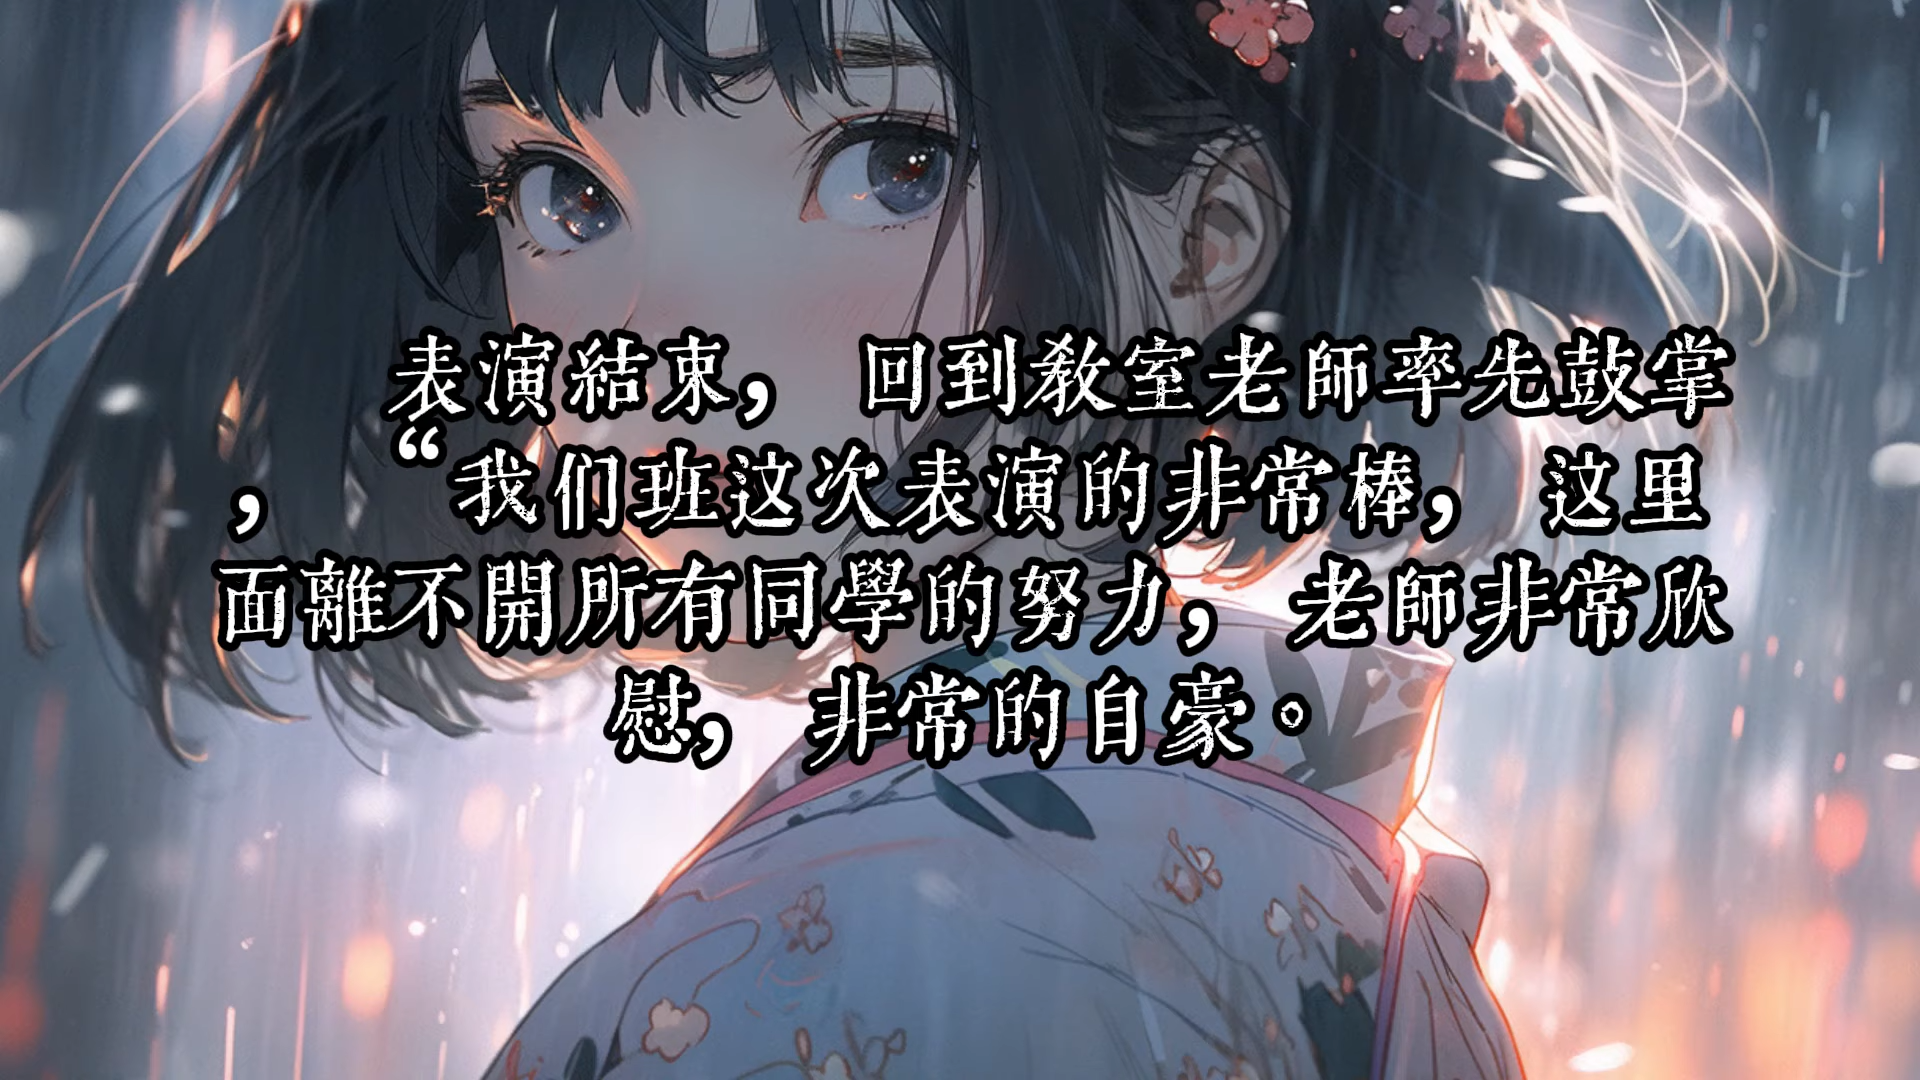 表演結束， 回到教室老師率先鼓掌
， “我们班这次表演的非常棒， 这里
面離不開所有同學的努力， 老師非常欣
慰， 非常的自豪。